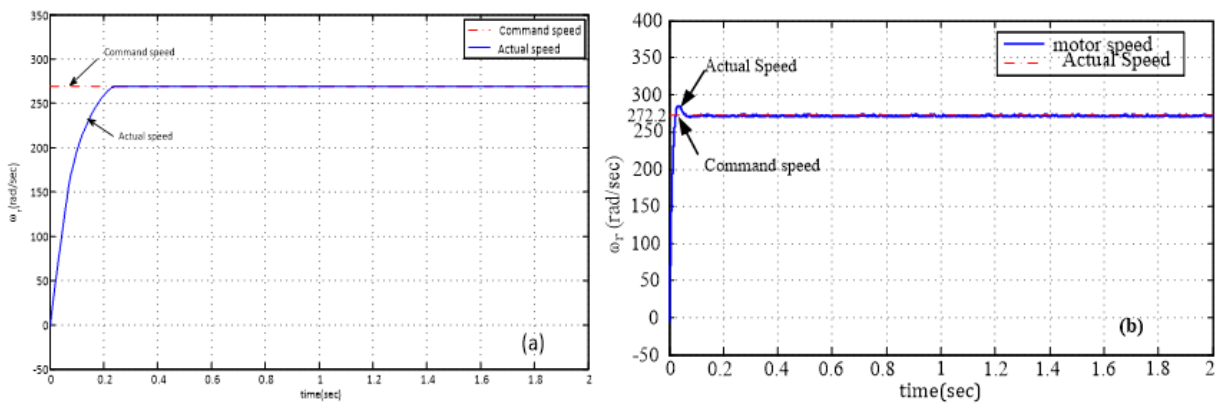 350
300
250
200
150
100
50
0
-50
0 0.2 0.4 0.6 0.8 1 1.2 1.4 1.6 1.8 2
time(sec)
ωr(rad/sec)
Command speed
Actual speed
Command speed
Actual speed
(a)
400
350
300
272.2
250
200
150
100
50
0
-50
0 0.2 0.4 0.6 0.8 1 1.2 1.4 1.6 1.8 2
time(sec)
ωr (rad/sec)
motor speed
Actual Speed
Actual Speed
Command speed
(b)